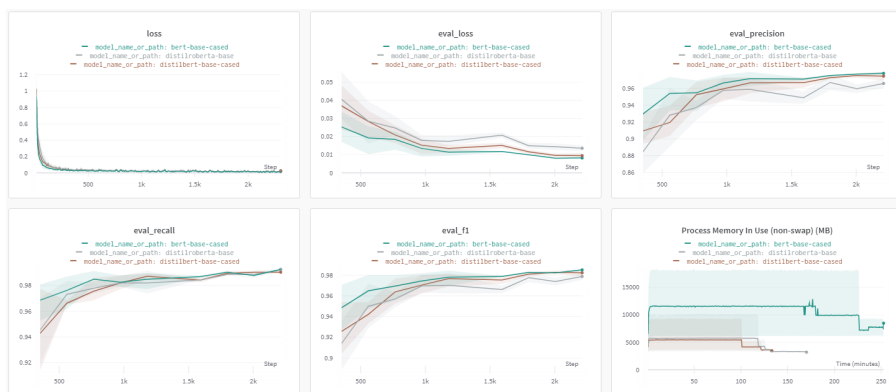 loss
model_name_or_path: bert-base-cased
model_name_or_path: distilroberta-base
model_name_or_path: distilbert-base-cased
1.2
1
0.8
0.6
0.4
0.2
0
Step
500
1k
1.5k
2k
eval_loss
model_name_or_path: bert-base-cased
model_name_or_path: distilroberta-base
model_name_or_path: distilbert-base-cased
0.05
0.04
0.03
0.02
0.01
0
Step
500
1k
1.5k
2k
eval_precision
model_name_or_path: bert-base-cased
model_name_or_path: distilroberta-base
model_name_or_path: distilbert-base-cased
0.96
0.94
0.92
0.9
0.88
0.86
Step
500
1k
1.5k
2k
eval_recall
model_name_or_path: bert-base-cased
model_name_or_path: distilroberta-base
model_name_or_path: distilbert-base-cased
0.98
0.96
0.94
0.92
Step
500
1k
1.5k
2k
eval_f1
model_name_or_path: bert-base-cased
model_name_or_path: distilroberta-base
model_name_or_path: distilbert-base-cased
0.98
0.96
0.94
0.92
0.9
Step
500
1k
1.5k
2k
Process Memory In Use (non-swap) (MB)
model_name_or_path: bert-base-cased
model_name_or_path: distilroberta-base
model_name_or_path: distilbert-base-cased
15000
10000
5000
0
Time (minutes)
50
100
150
200
250